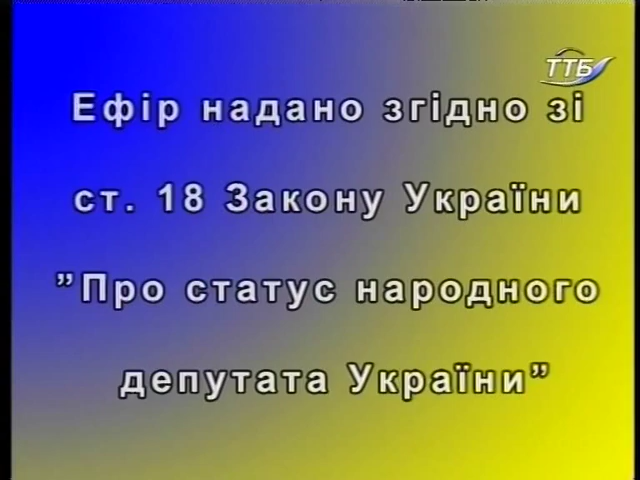 ТТБ
Ефір надано згідно зі
ст. 18 Закону України
”Про статус народного
депутата України”